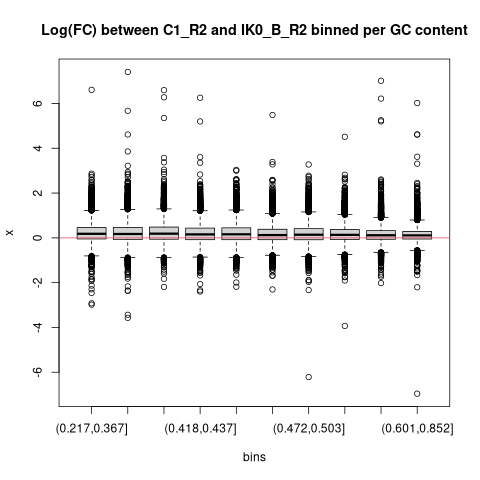 Log(FC) between C1_R2 and IK0_B_R2 binned per GC content
6
4
2
0
-2
-4
-6
x
(0.217,0.367] (0.418,0.437] (0.472,0.503] (0.601,0.852]
bins